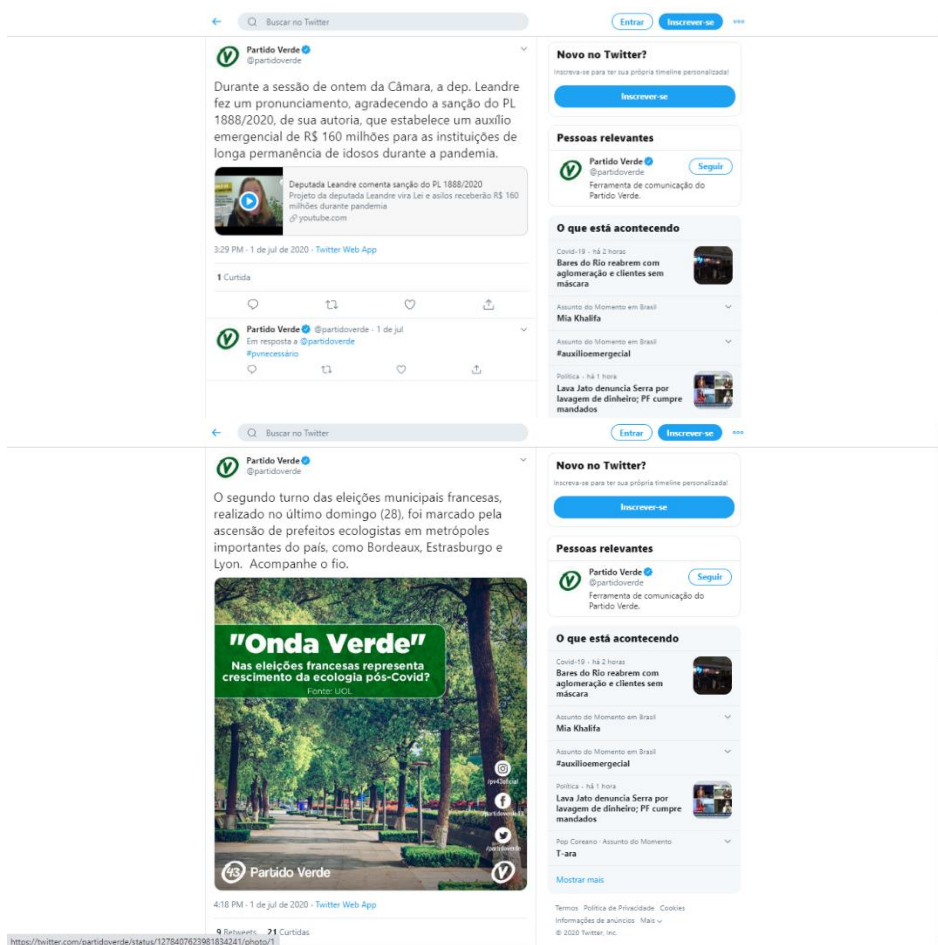 Buscar no Twitter
Entrar
Inscrever-se
Partido Verde
@partidoverde
Durante a sessão de ontem da Câmara, a dep. Leandre
fez um pronunciamento, agradecendo a sanção do PL
1888/2020, de sua autoria, que estabelece um auxílio
emergencial de R$ 160 milhões para as instituições de
longa permanência de idosos durante a pandemia.
Deputada Leandre comenta sanção do PL 1888/2020
Projeto da deputada Leandre vira Lei e asilos receberão R$ 160
milhões durante pandemia
youtube.com
3:29 PM · 1 de jul de 2020 · Twitter Web App
1 Curtida
Partido Verde @partidoverde · 1 de jul
Em resposta a @partidoverde
#pvnecessário
Novo no Twitter?
Inscreva-se para ter sua própria timeline personalizada!
Inscrever-se
Pessoas relevantes
Partido Verde
@partidoverde
Seguir
Ferramenta de comunicação do
Partido Verde.
O que está acontecendo
Covid-19 · há 2 horas
Bares do Rio reabrem com
aglomeração e clientes sem
máscara
Assunto do Momento em Brasil
Mia Khalifa
Assunto do Momento em Brasil
#auxilioemergecial
Política · há 1 hora
Lava Jato denuncia Serra por
lavagem de dinheiro; PF cumpre
mandados
Buscar no Twitter
Entrar
Inscrever-se
Partido Verde
@partidoverde
O segundo turno das eleições municipais francesas,
realizado no último domingo (28), foi marcado pela
ascensão de prefeitos ecologistas em metrópoles
importantes do país, como Bordeaux, Estrasburgo e
Lyon. Acompanhe o fio.
"Onda Verde"
Nas eleições francesas representa
crescimento da ecologia pós-Covid?
Fonte: UOL
/pv43oficial
/partidoverde43
/partidoverde
43 Partido Verde
4:18 PM · 1 de jul de 2020 · Twitter Web App
9 Retweets 21 Curtidas
Novo no Twitter?
Inscreva-se para ter sua própria timeline personalizada!
Inscrever-se
Pessoas relevantes
Partido Verde
@partidoverde
Seguir
Ferramenta de comunicação do
Partido Verde.
O que está acontecendo
Covid-19 · há 2 horas
Bares do Rio reabrem com
aglomeração e clientes sem
máscara
Assunto do Momento em Brasil
Mia Khalifa
Assunto do Momento em Brasil
#auxilioemergecial
Política · há 1 hora
Lava Jato denuncia Serra por
lavagem de dinheiro; PF cumpre
mandados
Pop Coreano · Assunto do Momento
T-ara
Mostrar mais
Termos Política de Privacidade Cookies
Informações de anúncios Mais
© 2020 Twitter, Inc.
https://twitter.com/partidoverde/status/1278407623981834241/photo/1